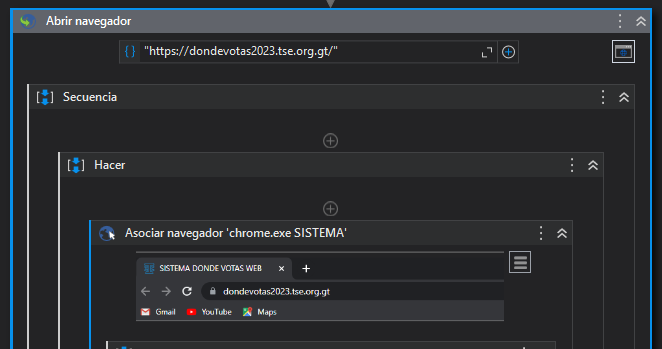 Abrir navegador
"https://dondevotas2023.tse.org.gt/"
Secuencia
Hacer
Asociar navegador 'chrome.exe SISTEMA'
SISTEMA DONDE VOTAS WEB
dondevotas2023.tse.org.gt
Gmail YouTube Maps